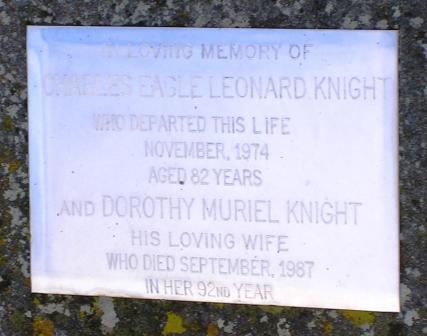 IN LOVING MEMORY OF
CHARLES EAGLE LEONARD KNIGHT
WHO DEPARTED THIS LIFE
NOVEMBER, 1974
AGED 82 YEARS
AND DOROTHY MURIEL KNIGHT
HIS LOVING WIFE
WHO DIED SEPTEMBER, 1987
IN HER 92ND YEAR